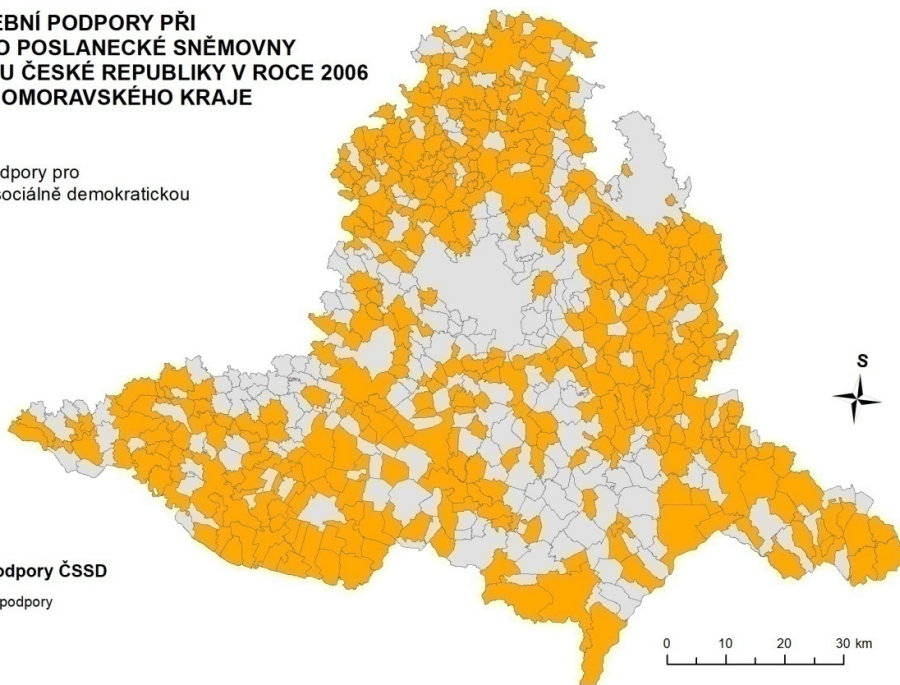 EBNÍ PODPORY PŘI
O POSLANECKÉ SNĚMOVNY
U ČESKÉ REPUBLIKY V ROCE 2006
OMORAVSKÉHO KRAJE
dpory pro
sociálně demokratickou
S
odpory ČSSD
podpory
0 10 20 30 km